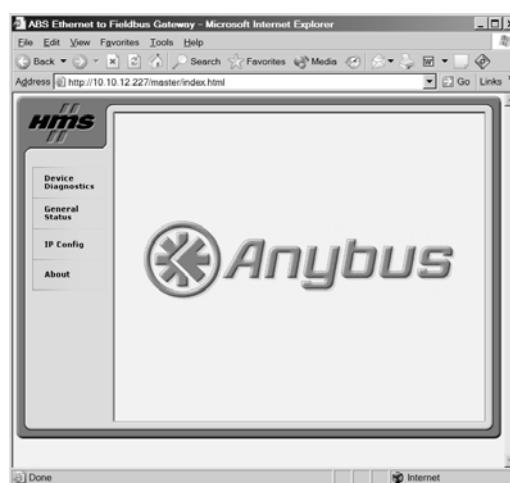 ABS Ethernet to Fieldbus Gateway - Microsoft Internet Explorer
File Edit View Favorites Tools Help
Back Search Favorites Media
Address http://10.10.12.227/master/index.html Go Links
HMS
Device
Diagnostics
General
Status
IP Config
About
Anybus
Done Internet